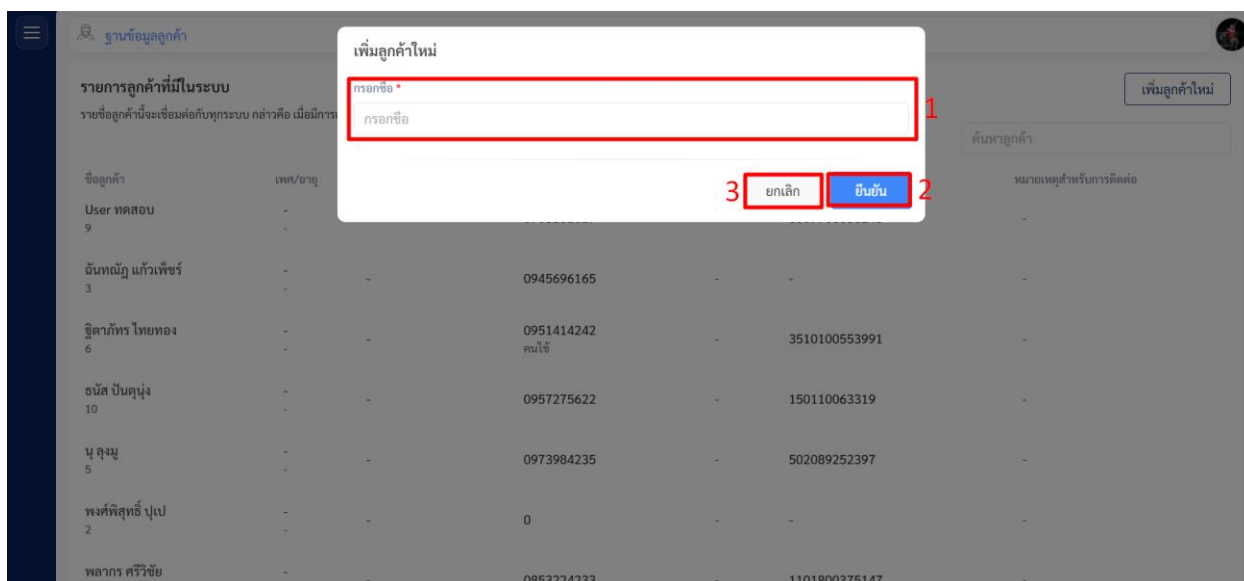 ฐานข้อมูลลูกค้า
เพิ่มลูกค้าใหม่
รายการลูกค้าที่มีในระบบ
กรอกชื่อ *
เพิ่มลูกค้าใหม่
รายชื่อลูกค้านี้จะเชื่อมต่อกับทุกระบบ กล่าวคือ เมื่อมีการ
กรอกชื่อ
1
ค้นหาลูกค้า
ชื่อลูกค้า เพศ/อายุ หมายเหตุสำหรับการติดต่อ
3 ยกเลิก ยืนยัน 2
User ทดสอบ - -
9 -
ฉันทณัฏ แก้วเพ็ชร์ - - 0945696165 - - -
3 -
ฐิตาภัทร ไทยทอง - - 0951414242 - 3510100553991 -
6 - คนไข้
ธนัส ปันตุนุ่ง - - 0957275622 - 150110063319 -
10 -
นุ ลุงมู - - 0973984235 - 502089252397 -
5 -
พงศ์พิสุทธิ์ ปูเป - - 0 - - -
2 -
พลากร ศรีวิชัย - - 0853224233 - 1101800375147 -